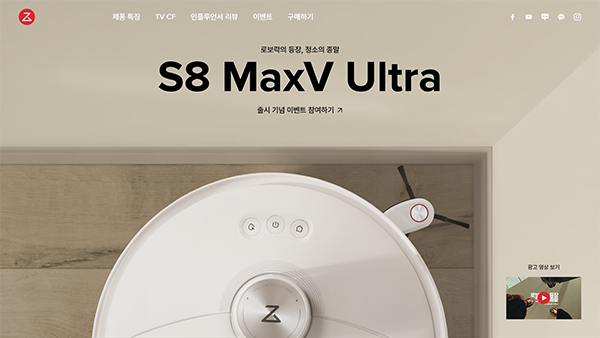 제품 특징
TV CF
인플루언서 리뷰
이벤트
구매하기
로보락의 등장, 청소의 종말
S8 MaxV Ultra
출시 기념 이벤트 참여하기
광고 영상 보기